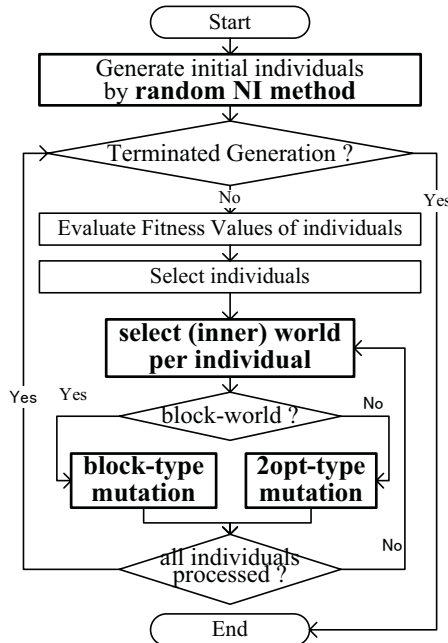 Start
Generate initial individuals
by random NI method
Terminated Generation ?
No
Yes
Evaluate Fitness Values of individuals
Select individuals
select (inner) world
per individual
Yes
Yes
block-world ?
No
block-type
mutation
2opt-type
mutation
all individuals
processed ?
No
End